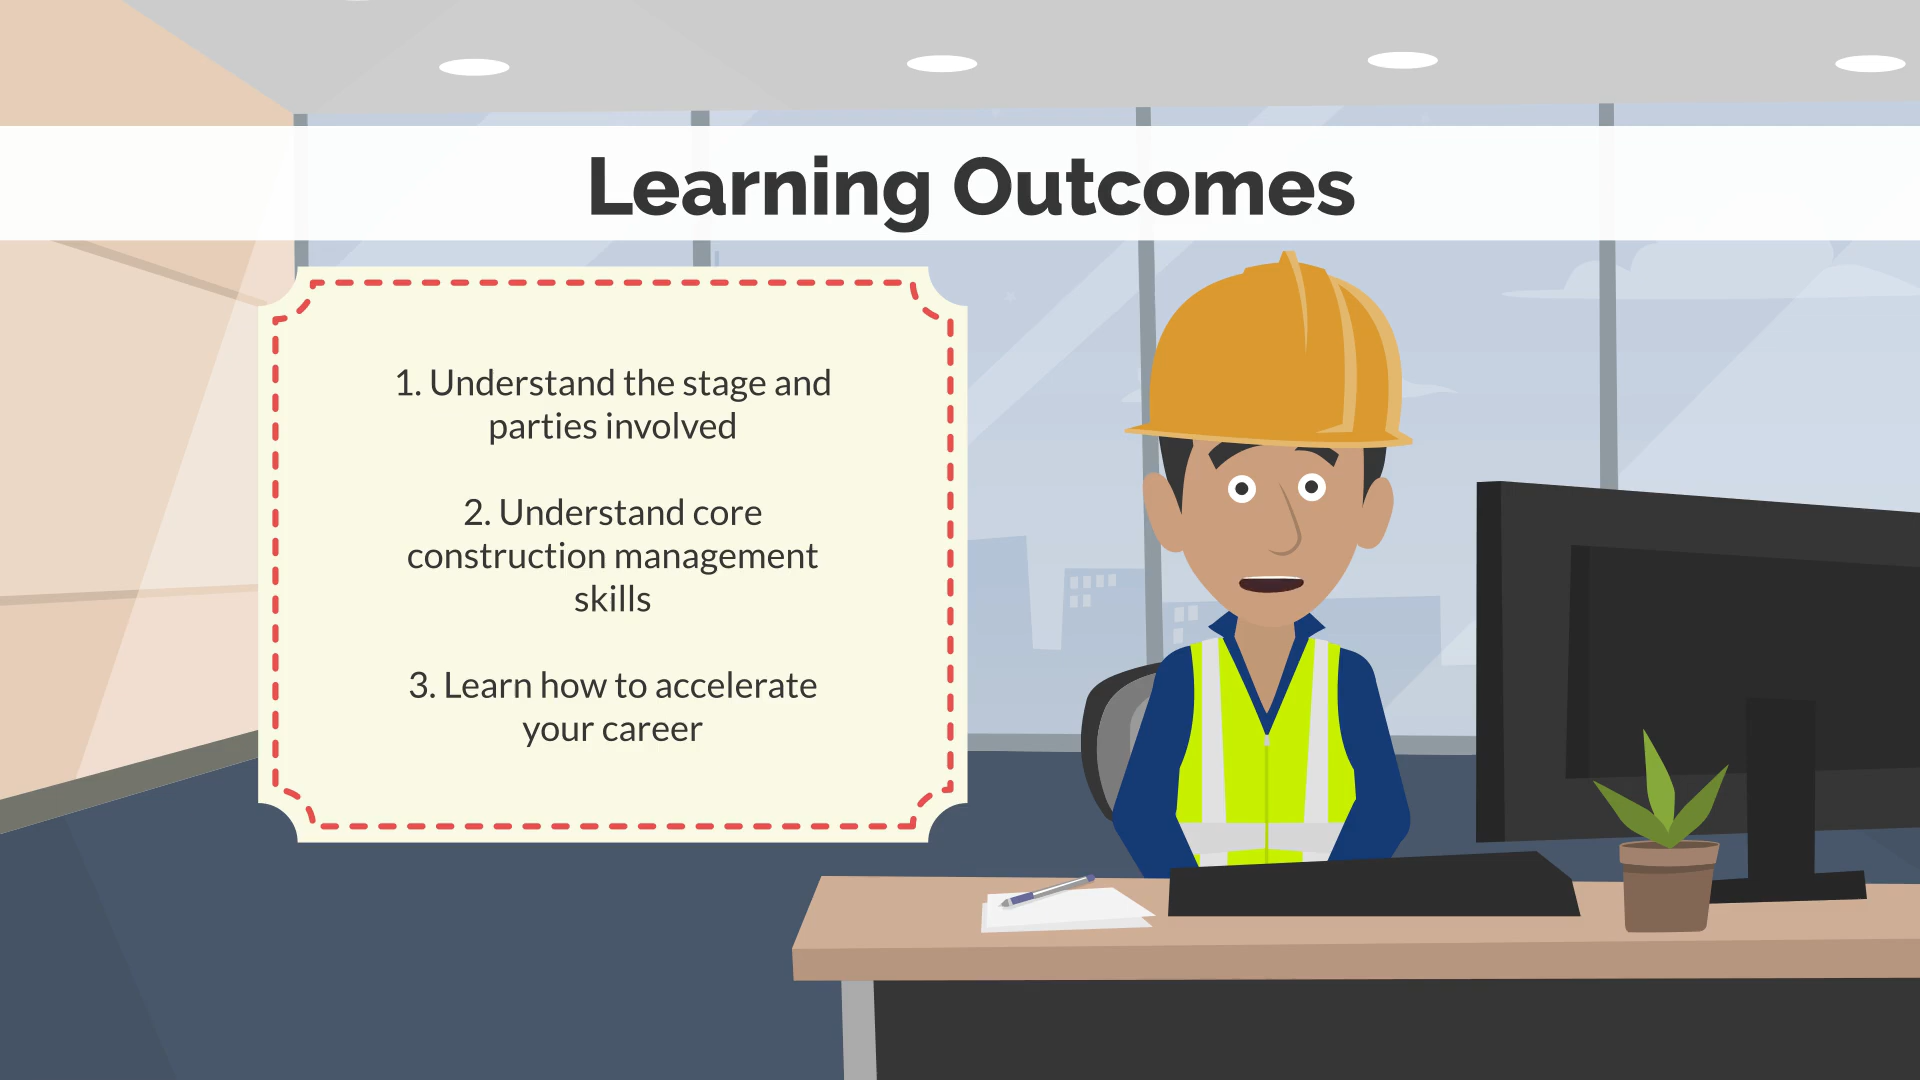 Learning Outcomes
1. Understand the stage and
parties involved
2. Understand core
construction management
skills
3. Learn how to accelerate
your career